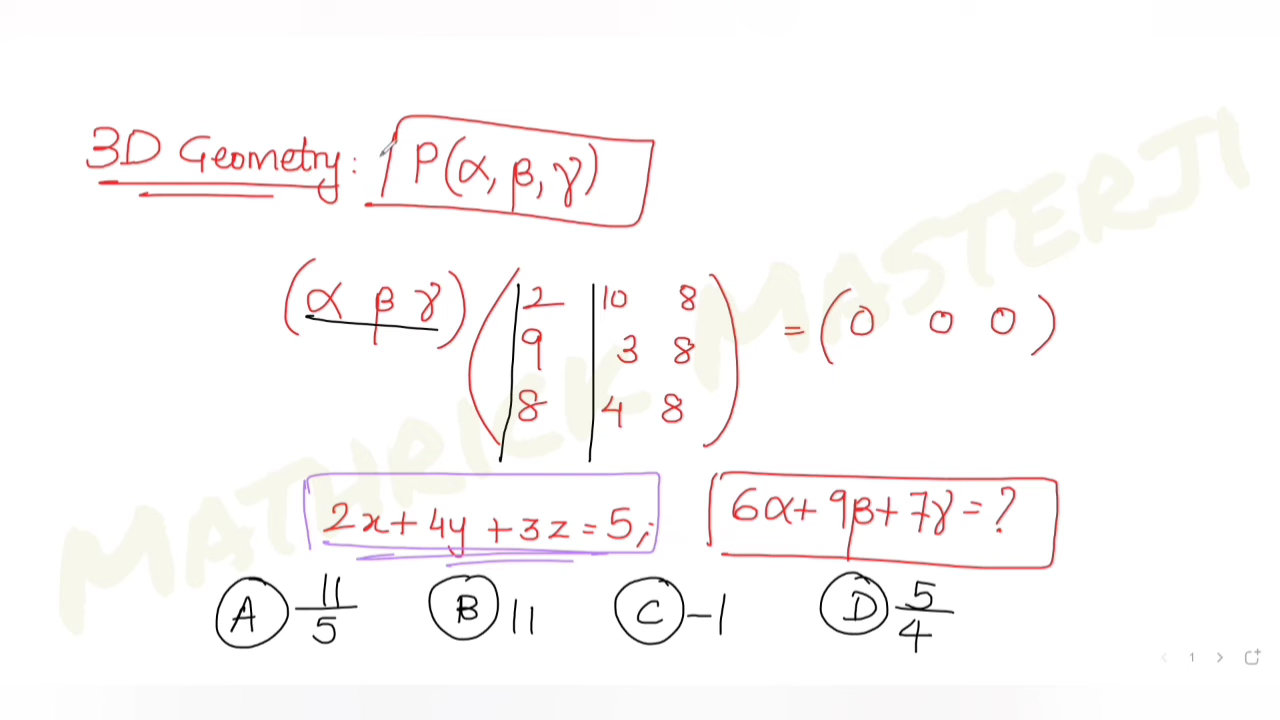 3D Geometry: P(α, β, γ)
(α β γ) ( 2 10 8
9 3 8
8 4 8 ) = (0 0 0)
2x + 4y + 3z = 5; 6α + 9β + 7γ = ?
(A) 11/5 (B) 11 (C) -1 (D) 5/4
MATHRICK MASTERJI
1